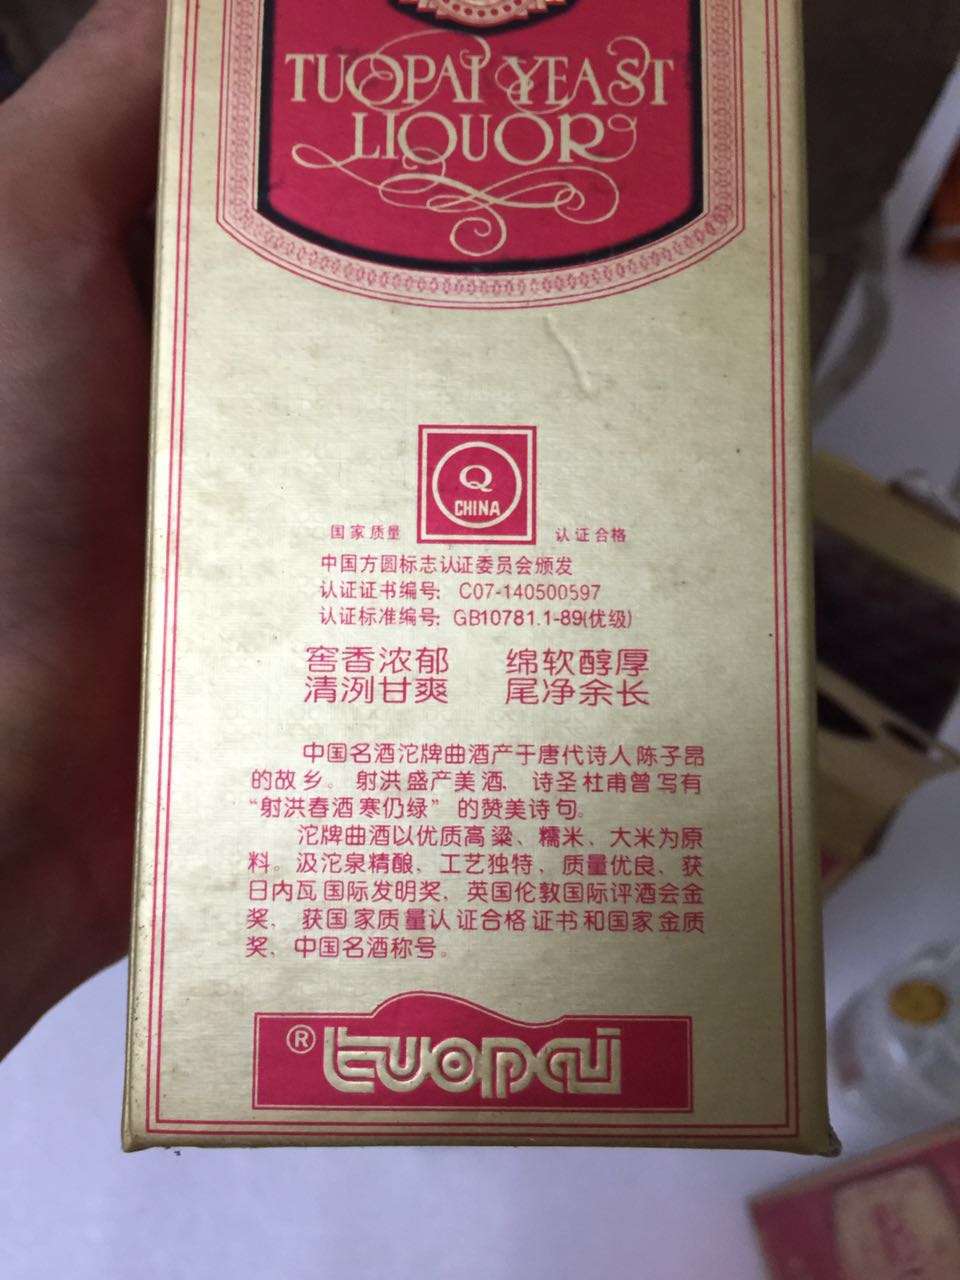 TUOPAI YEAST
LIQUOR
Q
CHINA
国家质量 认证合格
中国方圆标志认证委员会颁发
认证证书编号: C07-140500597
认证标准编号: GB10781.1-89(优级)
窖香浓郁 绵软醇厚
清洌甘爽 尾净余长
中国名酒沱牌曲酒产于唐代诗人陈子昂
的故乡。射洪盛产美酒、诗圣杜甫曾写有
“射洪春酒寒仍绿”的赞美诗句。
沱牌曲酒以优质高粱、糯米、大米为原
料。汲沱泉精酿、工艺独特、质量优良、获
日内瓦国际发明奖、英国伦敦国际评酒会金
奖、获国家质量认证合格证书和国家金质
奖、中国名酒称号。
® tuopai